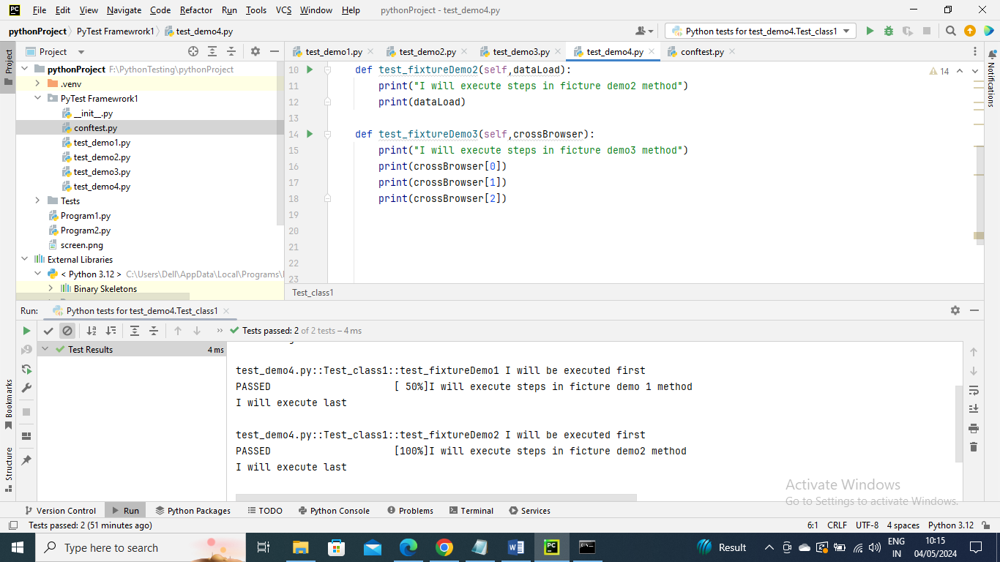 File Edit View Navigate Code Refactor Run Tools VCS Window Help pythonProject - test_demo4.py
pythonProject PyTest Framewrork1 test_demo4.py Python tests for test_demo4.Test_class1
Project
Project
test_demo1.py test_demo2.py test_demo3.py test_demo4.py conftest.py
Notifications
pythonProject F:\PythonTesting\pythonProject
.venv
PyTest Framewrork1
__init__.py
conftest.py
test_demo1.py
test_demo2.py
test_demo3.py
test_demo4.py
Tests
Program1.py
Program2.py
screen.png
External Libraries
< Python 3.12 > C:\Users\Dell\AppData\Local\Programs\
Binary Skeletons
14
10 def test_fixtureDemo2(self,dataLoad):
11 print("I will execute steps in ficture demo2 method")
12 print(dataLoad)
13
14 def test_fixtureDemo3(self,crossBrowser):
15 print("I will execute steps in ficture demo3 method")
16 print(crossBrowser[0])
17 print(crossBrowser[1])
18 print(crossBrowser[2])
19
20
21
22
23
Test_class1
Run: Python tests for test_demo4.Test_class1
Tests passed: 2 of 2 tests – 4 ms
Test Results 4 ms
test_demo4.py::Test_class1::test_fixtureDemo1 I will be executed first
PASSED [ 50%]I will execute steps in ficture demo 1 method
I will execute last
test_demo4.py::Test_class1::test_fixtureDemo2 I will be executed first
PASSED [100%]I will execute steps in ficture demo2 method
I will execute last
Bookmarks
Structure
Activate Windows
Go to Settings to activate Windows.
Version Control Run Python Packages TODO Python Console Problems Terminal Services
Tests passed: 2 (51 minutes ago) 6:1 CRLF UTF-8 4 spaces Python 3.12
Type here to search
Result
ENG
IN
10:15
04/05/2024